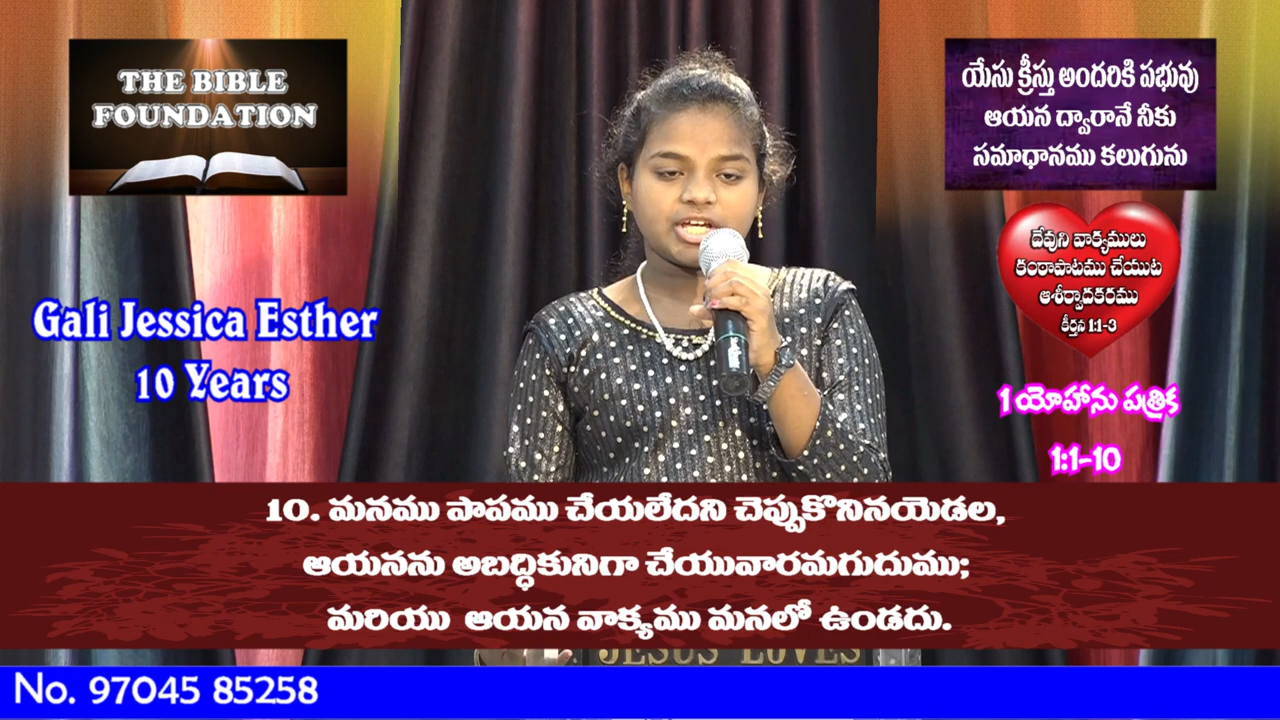 THE BIBLE
FOUNDATION
యేసు క్రీస్తు అందరికి పభువు
ఆయన ద్వారానే నీకు
సమాధానము కలుగును
దేవుని వాక్యములు
కంఠాపాటము చేయుట
ఆశీర్వాదకరము
కీర్తన 1:1-3
Gali Jessica Esther
10 Years
1 యోహాను పత్రిక
1:1-10
10. మనము పాపము చేయలేదని చెప్పుకొనినయెడల,
ఆయనను అబద్ధికునిగా చేయువారమగుదుము;
మరియు ఆయన వాక్యము మనలో ఉండదు.
JESUS LOVES
No. 97045 85258